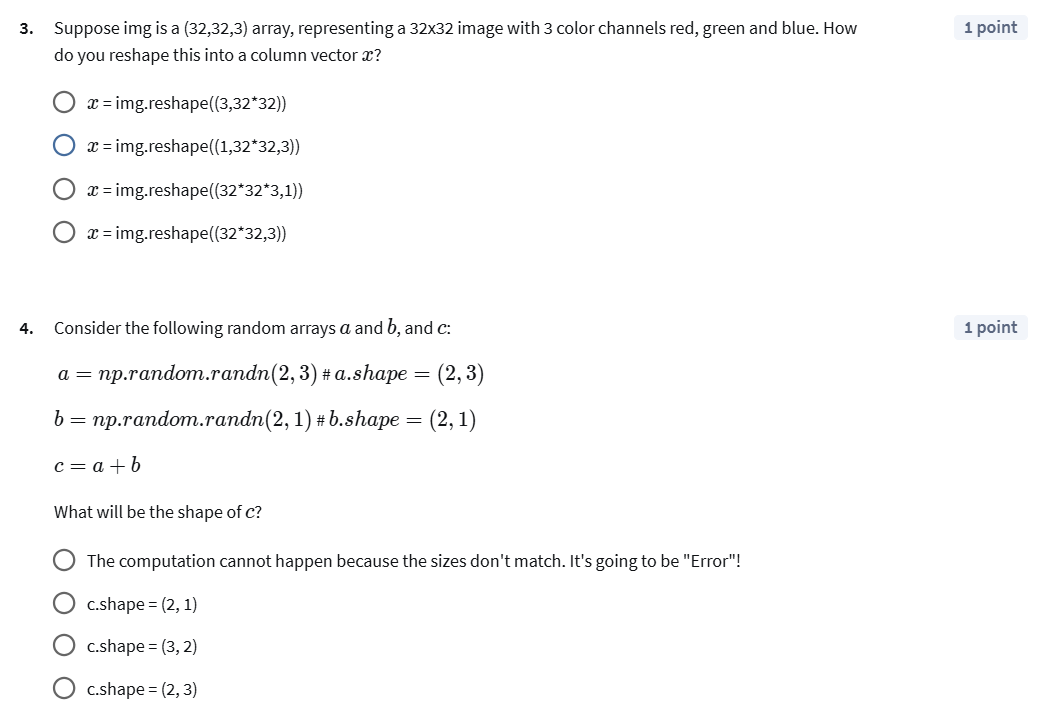 3. Suppose img is a (32,32,3) array, representing a 32x32 image with 3 color channels red, green and blue. How
do you reshape this into a column vector x?
1 point
x = img.reshape((3,32*32))
x = img.reshape((1,32*32,3))
x = img.reshape((32*32*3,1))
x = img.reshape((32*32,3))
4. Consider the following random arrays a and b, and c:
1 point
a = np.random.randn(2, 3) # a.shape = (2, 3)
b = np.random.randn(2, 1) # b.shape = (2, 1)
c = a + b
What will be the shape of c?
The computation cannot happen because the sizes don't match. It's going to be "Error"!
c.shape = (2, 1)
c.shape = (3, 2)
c.shape = (2, 3)